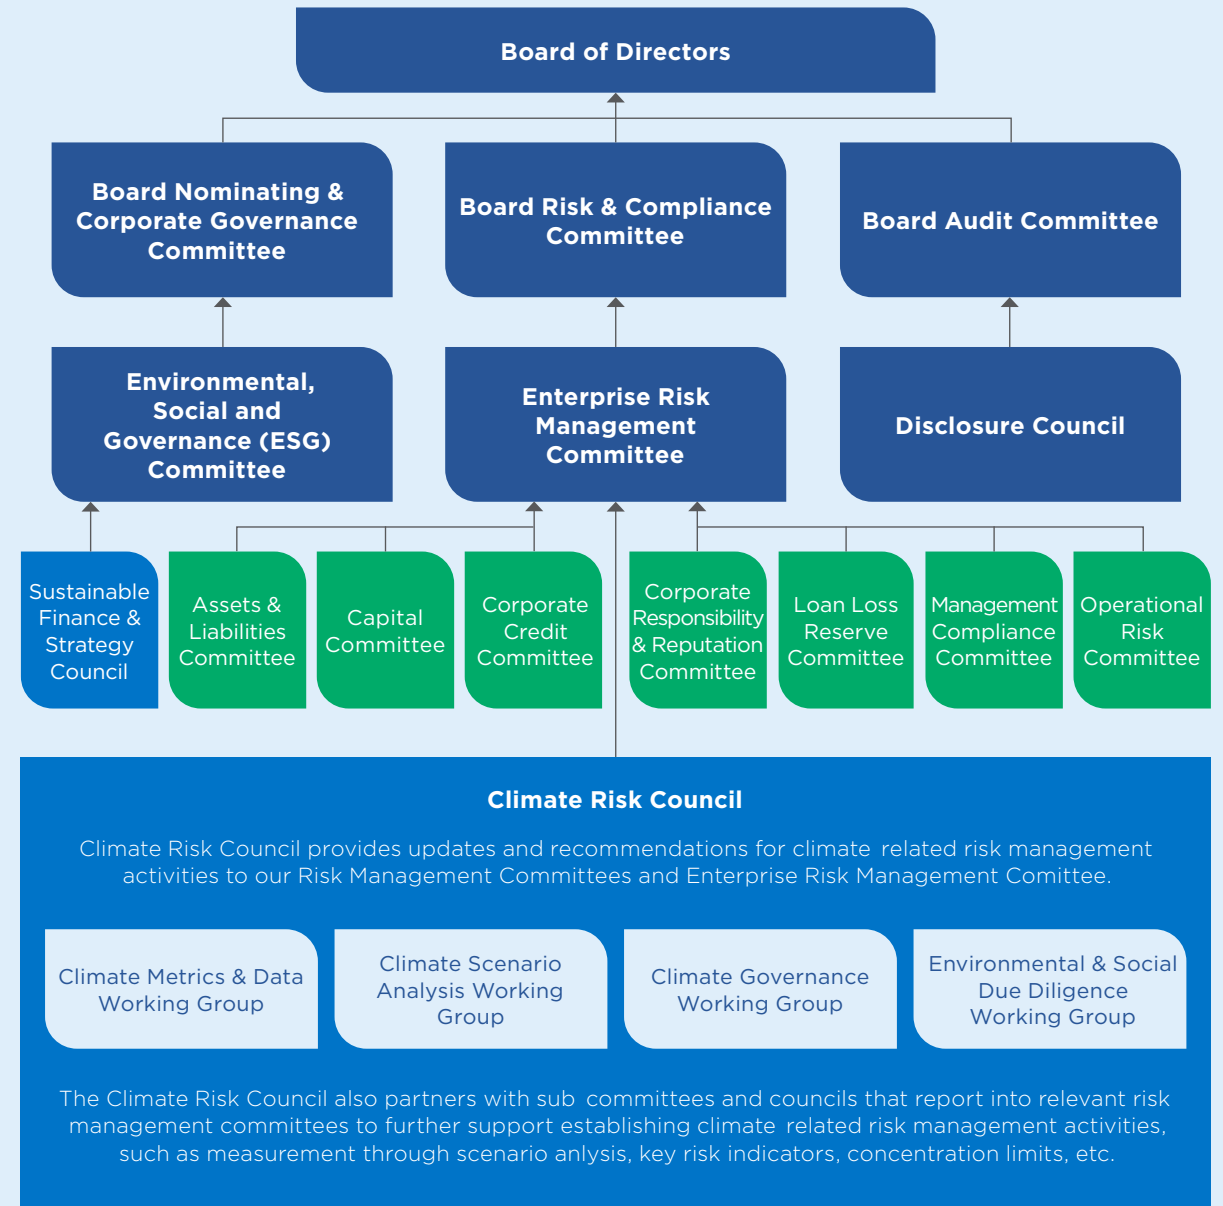 Board of Directors
Board Nominating &
Corporate Governance
Committee
Board Risk & Compliance
Committee
Board Audit Committee
Environmental,
Social and
Governance (ESG)
Committee
Enterprise Risk
Management
Committee
Disclosure Council
Sustainable
Finance &
Strategy
Council
Assets &
Liabilities
Committee
Capital
Committee
Corporate
Credit
Committee
Corporate
Responsibility
& Reputation
Committee
Loan Loss
Reserve
Committee
Management
Compliance
Committee
Operational
Risk
Committee
Climate Risk Council
Climate Risk Council provides updates and recommendations for climate related risk management
activities to our Risk Management Committees and Enterprise Risk Management Comittee.
Climate Metrics & Data
Working Group
Climate Scenario
Analysis Working
Group
Climate Governance
Working Group
Environmental & Social
Due Diligence
Working Group
The Climate Risk Council also partners with sub committees and councils that report into relevant risk
management committees to further support establishing climate related risk management activities,
such as measurement through scenario anlysis, key risk indicators, concentration limits, etc.